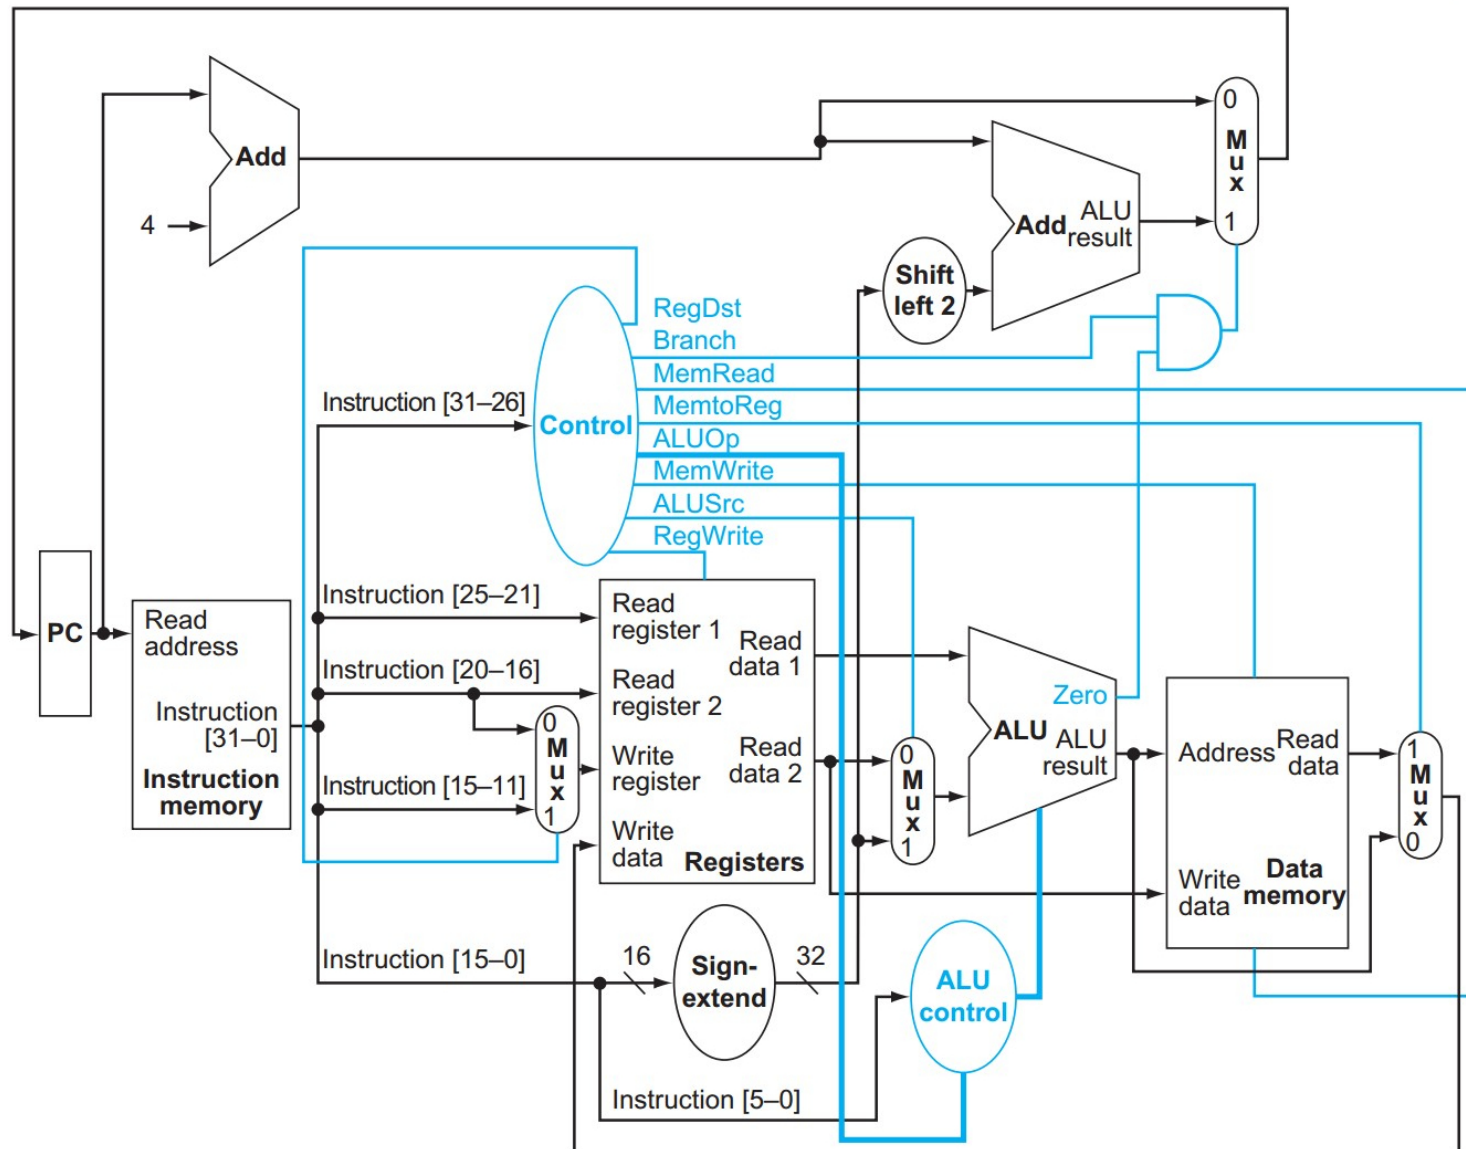 Add
4
0
M
u
x
1
Add
ALU
result
Shift
left 2
RegDst
Branch
MemRead
MemtoReg
ALUOp
MemWrite
ALUSrc
RegWrite
Control
Instruction [31–26]
Instruction [25–21]
Instruction [20–16]
Instruction [15–11]
Instruction [15–0]
Instruction [5–0]
PC
Read
address
Instruction
[31–0]
Instruction
memory
0
M
u
x
1
Read
register 1
Read
register 2
Write
register
Write
data
Read
data 1
Read
data 2
Registers
0
M
u
x
1
Zero
ALU
ALU
result
Address
Read
data
Write
data
Data
memory
1
M
u
x
0
16
Sign-
extend
32
ALU
control